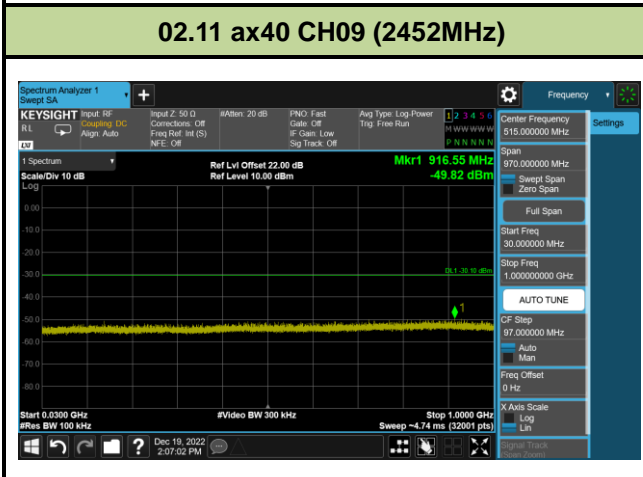 02.11 ax40 CH09 (2452MHz)
Spectrum Analyzer 1
Swept SA
Frequency
KEYSIGHT
RL
LXI
Input: RF
Coupling: DC
Align: Auto
Input Z: 50 Ω
Corrections: Off
Freq Ref: Int (S)
NFE: Off
#Atten: 20 dB
PNO: Fast
Gate: Off
IF Gain: Low
Sig Track: Off
Avg Type: Log-Power
Trig: Free Run
1 2 3 4 5 6
M W W W W W
P N N N N N
1 Spectrum
Scale/Div 10 dB
Log
Ref Lvl Offset 22.00 dB
Ref Level 10.00 dBm
Mkr1 916.55 MHz
-49.82 dBm
0.00
-10.0
-20.0
-30.0
-40.0
-50.0
-60.0
-70.0
-80.0
DL1 -30.10 dBm
1
Start 0.0300 GHz
#Res BW 100 kHz
#Video BW 300 kHz
Stop 1.0000 GHz
Sweep ~4.74 ms (32001 pts)
Dec 19, 2022
2:07:02 PM
Center Frequency
515.000000 MHz
Settings
Span
970.000000 MHz
Swept Span
Zero Span
Full Span
Start Freq
30.000000 MHz
Stop Freq
1.000000000 GHz
AUTO TUNE
CF Step
97.000000 MHz
Auto
Man
Freq Offset
0 Hz
X Axis Scale
Log
Lin
Signal Track
(Span Zoom)